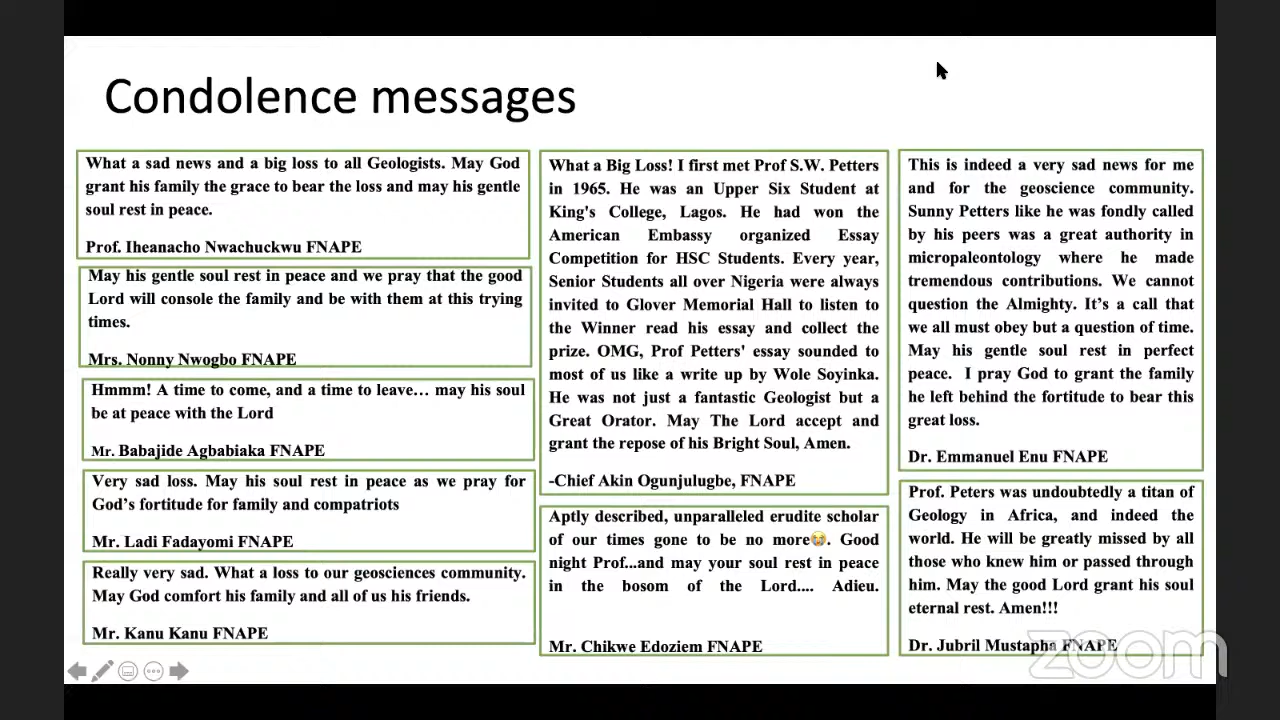 Condolence messages
What a sad news and a big loss to all Geologists. May God
grant his family the grace to bear the loss and may his gentle
soul rest in peace.
Prof. Iheanacho Nwachuckwu FNAPE
May his gentle soul rest in peace and we pray that the good
Lord will console the family and be with them at this trying
times.
Mrs. Nonny Nwogbo FNAPE
Hmmm! A time to come, and a time to leave… may his soul
be at peace with the Lord
Mr. Babajide Agbabiaka FNAPE
Very sad loss. May his soul rest in peace as we pray for
God’s fortitude for family and compatriots
Mr. Ladi Fadayomi FNAPE
Really very sad. What a loss to our geosciences community.
May God comfort his family and all of us his friends.
Mr. Kanu Kanu FNAPE
What a Big Loss! I first met Prof S.W. Petters
in 1965. He was an Upper Six Student at
King's College, Lagos. He had won the
American Embassy organized Essay
Competition for HSC Students. Every year,
Senior Students all over Nigeria were always
invited to Glover Memorial Hall to listen to
the Winner read his essay and collect the
prize. OMG, Prof Petters' essay sounded to
most of us like a write up by Wole Soyinka.
He was not just a fantastic Geologist but a
Great Orator. May The Lord accept and
grant the repose of his Bright Soul, Amen.
-Chief Akin Ogunjulugbe, FNAPE
Aptly described, unparalleled erudite scholar
of our times gone to be no more😭. Good
night Prof...and may your soul rest in peace
in the bosom of the Lord.... Adieu.
Mr. Chikwe Edoziem FNAPE
This is indeed a very sad news for me
and for the geoscience community.
Sunny Petters like he was fondly called
by his peers was a great authority in
micropaleontology where he made
tremendous contributions. We cannot
question the Almighty. It’s a call that
we all must obey but a question of time.
May his gentle soul rest in perfect
peace. I pray God to grant the family
he left behind the fortitude to bear this
great loss.
Dr. Emmanuel Enu FNAPE
Prof. Peters was undoubtedly a titan of
Geology in Africa, and indeed the
world. He will be greatly missed by all
those who knew him or passed through
him. May the good Lord grant his soul
eternal rest. Amen!!!
Dr. Jubril Mustapha FNAPE
zoom